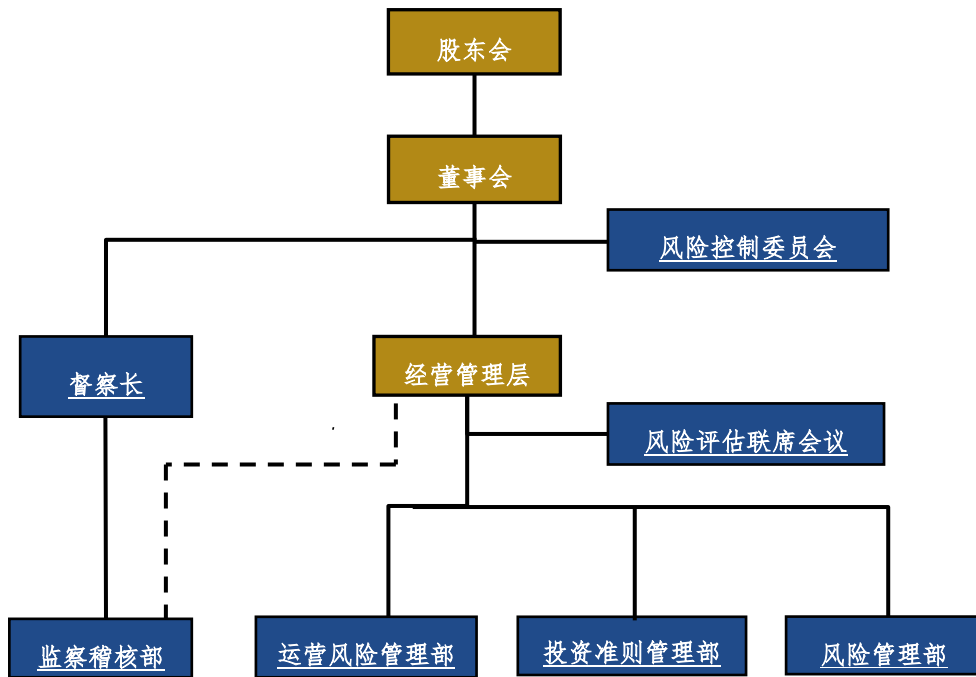 股东会
董事会
风险控制委员会
督察长
经营管理层
风险评估联席会议
监察稽核部
运营风险管理部
投资准则管理部
风险管理部